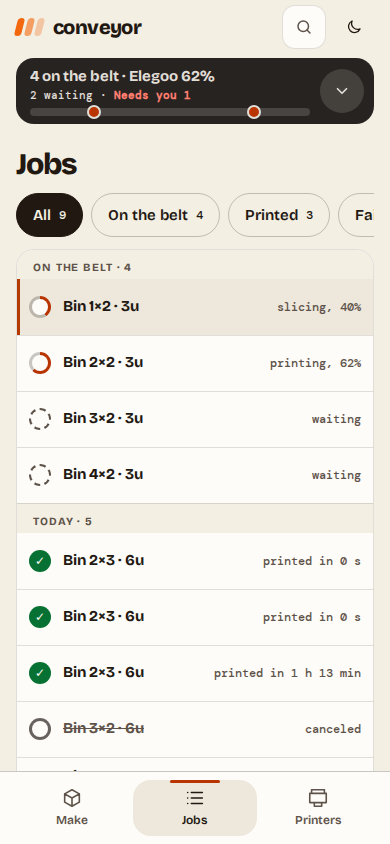 conveyor
4 on the belt · Elegoo 62%
2 waiting · Needs you 1
Jobs
All 9
On the belt 4
Printed 3
Fa
ON THE BELT · 4
Bin 1×2 · 3u
slicing, 40%
Bin 2×2 · 3u
printing, 62%
Bin 3×2 · 3u
waiting
Bin 4×2 · 3u
waiting
TODAY · 5
Bin 2×3 · 6u
printed in 0 s
Bin 2×3 · 6u
printed in 0 s
Bin 2×3 · 6u
printed in 1 h 13 min
Bin 3×2 · 6u
canceled
Make
Jobs
Printers